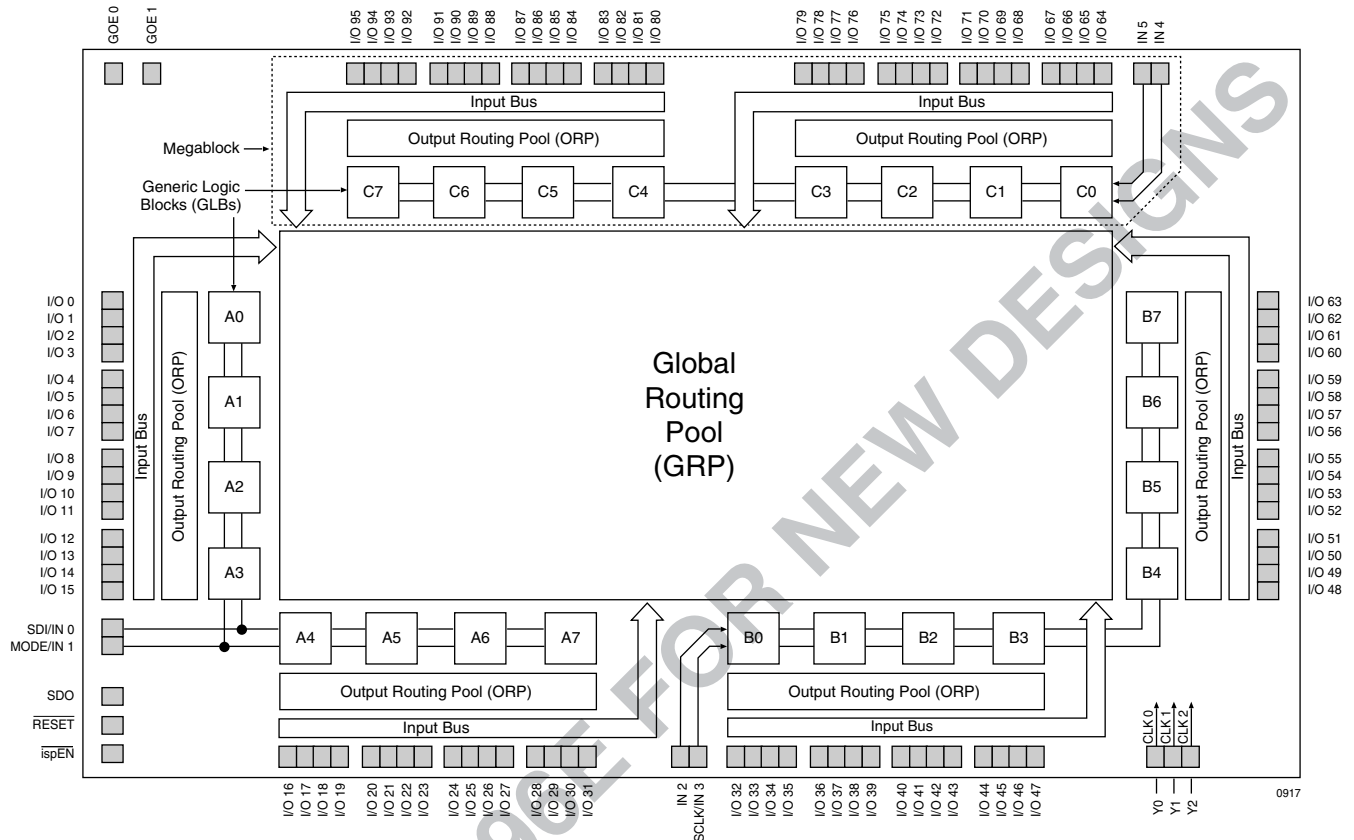 GOE 0
GOE 1
I/O 95
I/O 94
I/O 93
I/O 92
I/O 91
I/O 90
I/O 89
I/O 88
I/O 87
I/O 86
I/O 85
I/O 84
I/O 83
I/O 82
I/O 81
I/O 80
I/O 79
I/O 78
I/O 77
I/O 76
I/O 75
I/O 74
I/O 73
I/O 72
I/O 71
I/O 70
I/O 69
I/O 68
I/O 67
I/O 66
I/O 65
I/O 64
IN 5
IN 4
Input Bus
Input Bus
Output Routing Pool (ORP)
Output Routing Pool (ORP)
Megablock
Generic Logic
Blocks (GLBs)
C7
C6
C5
C4
C3
C2
C1
C0
I/O 0
I/O 1
I/O 2
I/O 3
I/O 4
I/O 5
I/O 6
I/O 7
I/O 8
I/O 9
I/O 10
I/O 11
I/O 12
I/O 13
I/O 14
I/O 15
Input Bus
Output Routing Pool (ORP)
A0
A1
A2
A3
Global
Routing
Pool
(GRP)
B7
B6
B5
B4
Output Routing Pool (ORP)
Input Bus
I/O 63
I/O 62
I/O 61
I/O 60
I/O 59
I/O 58
I/O 57
I/O 56
I/O 55
I/O 54
I/O 53
I/O 52
I/O 51
I/O 50
I/O 49
I/O 48
SDI/IN 0
MODE/IN 1
SDO
RESET
ispEN
A4
A5
A6
A7
B0
B1
B2
B3
Output Routing Pool (ORP)
Output Routing Pool (ORP)
Input Bus
Input Bus
I/O 16
I/O 17
I/O 18
I/O 19
I/O 20
I/O 21
I/O 22
I/O 23
I/O 24
I/O 25
I/O 26
I/O 27
I/O 28
I/O 29
I/O 30
I/O 31
IN 2
SCLK/IN 3
I/O 32
I/O 33
I/O 34
I/O 35
I/O 36
I/O 37
I/O 38
I/O 39
I/O 40
I/O 41
I/O 42
I/O 43
I/O 44
I/O 45
I/O 46
I/O 47
CLK 0
CLK 1
CLK 2
Y0
Y1
Y2
0917
96E FOR NEW DESIGNS